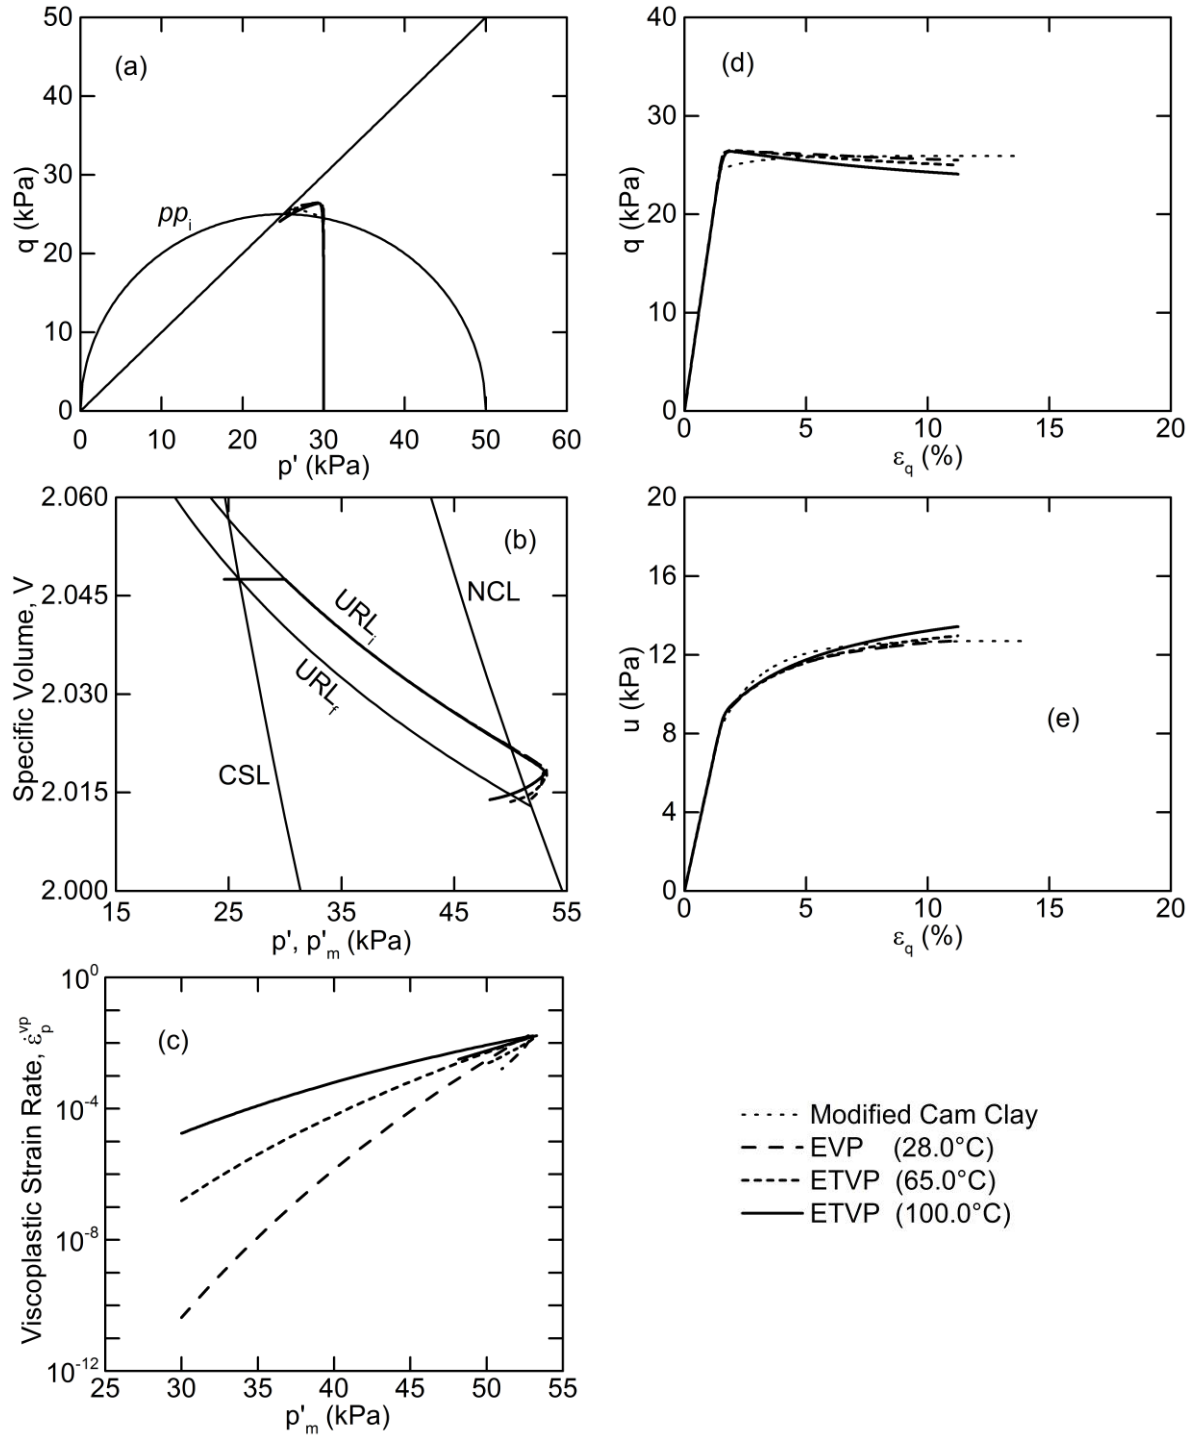 50
40
30
20
10
0
q (kPa)
(a)
pp_i
0 10 20 30 40 50 60
p' (kPa)
40
30
20
10
0
q (kPa)
(d)
0 5 10 15 20
ε_q (%)
2.060
2.045
2.030
2.015
2.000
Specific Volume, V
(b)
NCL
URL_i
URL_f
CSL
15 25 35 45 55
p', p'_m (kPa)
20
16
12
8
4
0
u (kPa)
(e)
0 5 10 15 20
ε_q (%)
10^0
10^-4
10^-8
10^-12
Viscoplastic Strain Rate, ε̇_p^vp
(c)
25 30 35 40 45 50 55
p'_m (kPa)
Modified Cam Clay
EVP (28.0°C)
ETVP (65.0°C)
ETVP (100.0°C)